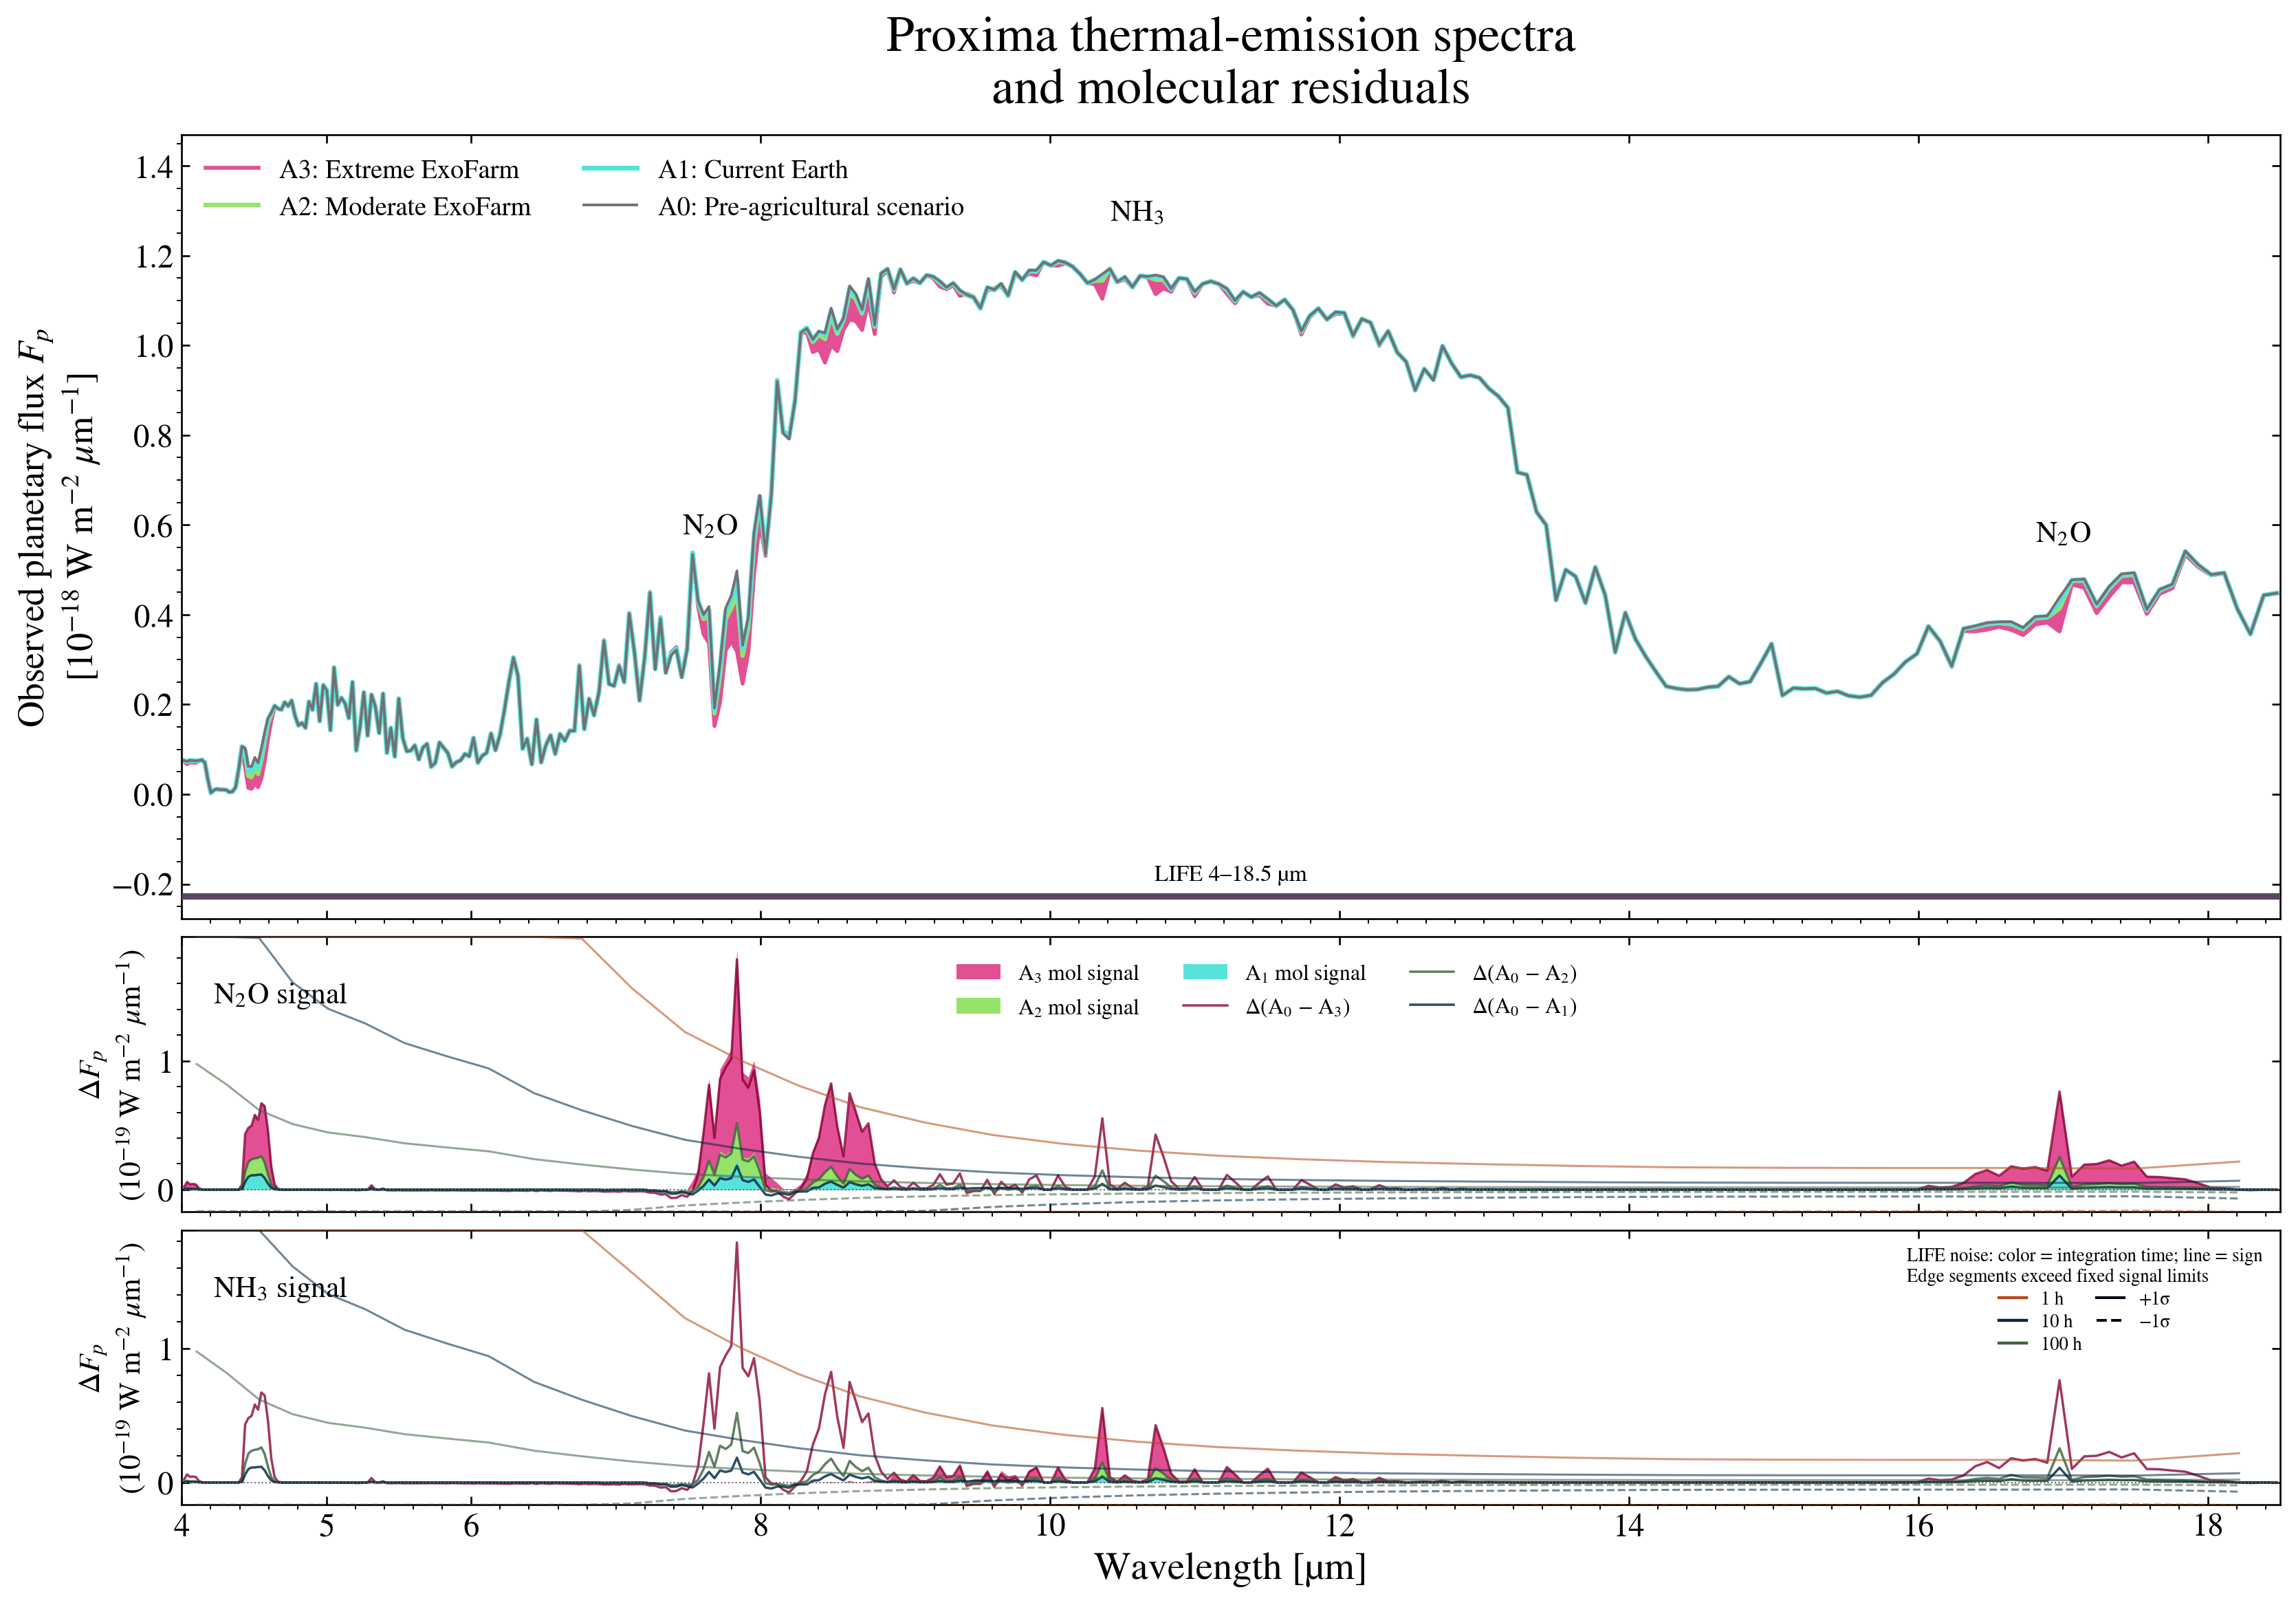 Proxima thermal-emission spectra
and molecular residuals
A3: Extreme ExoFarm
A2: Moderate ExoFarm
A1: Current Earth
A0: Pre-agricultural scenario
NH₃
N₂O
N₂O
LIFE 4–18.5 µm
Observed planetary flux Fₚ
[10⁻¹⁸ W m⁻² µm⁻¹]
1.4
1.2
1.0
0.8
0.6
0.4
0.2
0.0
−0.2
N₂O signal
A₃ mol signal
A₂ mol signal
A₁ mol signal
Δ(A₀ − A₃)
Δ(A₀ − A₂)
Δ(A₀ − A₁)
ΔFₚ
(10⁻¹⁹ W m⁻² µm⁻¹)
1
0
NH₃ signal
LIFE noise: color = integration time; line = sign
Edge segments exceed fixed signal limits
1 h
10 h
100 h
+1σ
−1σ
ΔFₚ
(10⁻¹⁹ W m⁻² µm⁻¹)
1
0
4 5 6 8 10 12 14 16 18
Wavelength [µm]